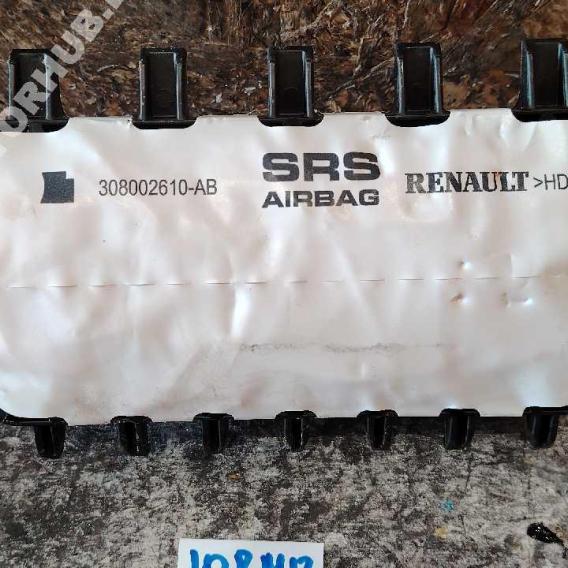 308002610-AB
SRS
AIRBAG
RENAULT >HD